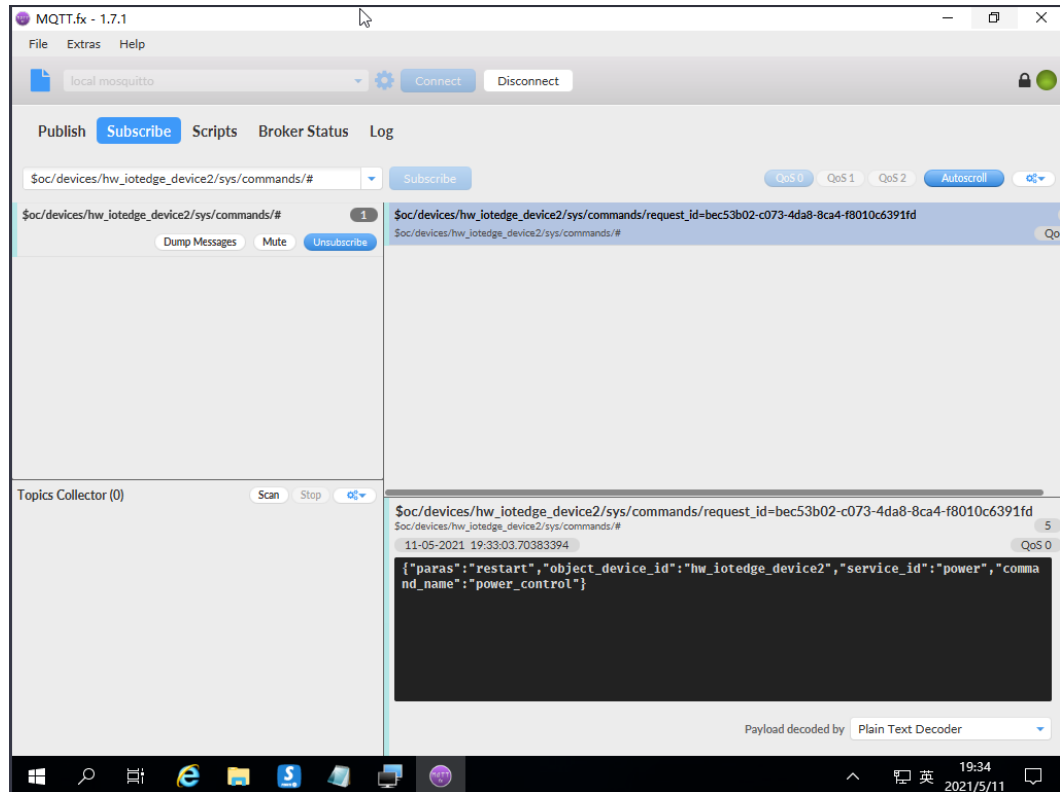 MQTT.fx - 1.7.1
File Extras Help
local mosquitto Connect Disconnect
Publish Subscribe Scripts Broker Status Log
$oc/devices/hw_iotedge_device2/sys/commands/# Subscribe QoS 0 QoS 1 QoS 2 Autoscroll
$oc/devices/hw_iotedge_device2/sys/commands/# 1
Dump Messages Mute Unsubscribe
$oc/devices/hw_iotedge_device2/sys/commands/request_id=bec53b02-c073-4da8-8ca4-f8010c6391fd
$oc/devices/hw_iotedge_device2/sys/commands/#
Topics Collector (0) Scan Stop
$oc/devices/hw_iotedge_device2/sys/commands/request_id=bec53b02-c073-4da8-8ca4-f8010c6391fd
$oc/devices/hw_iotedge_device2/sys/commands/# 5
11-05-2021 19:33:03.70383394 QoS 0
{"paras":"restart","object_device_id":"hw_iotedge_device2","service_id":"power","comma
nd_name":"power_control"}
Payload decoded by Plain Text Decoder
英 19:34
2021/5/11